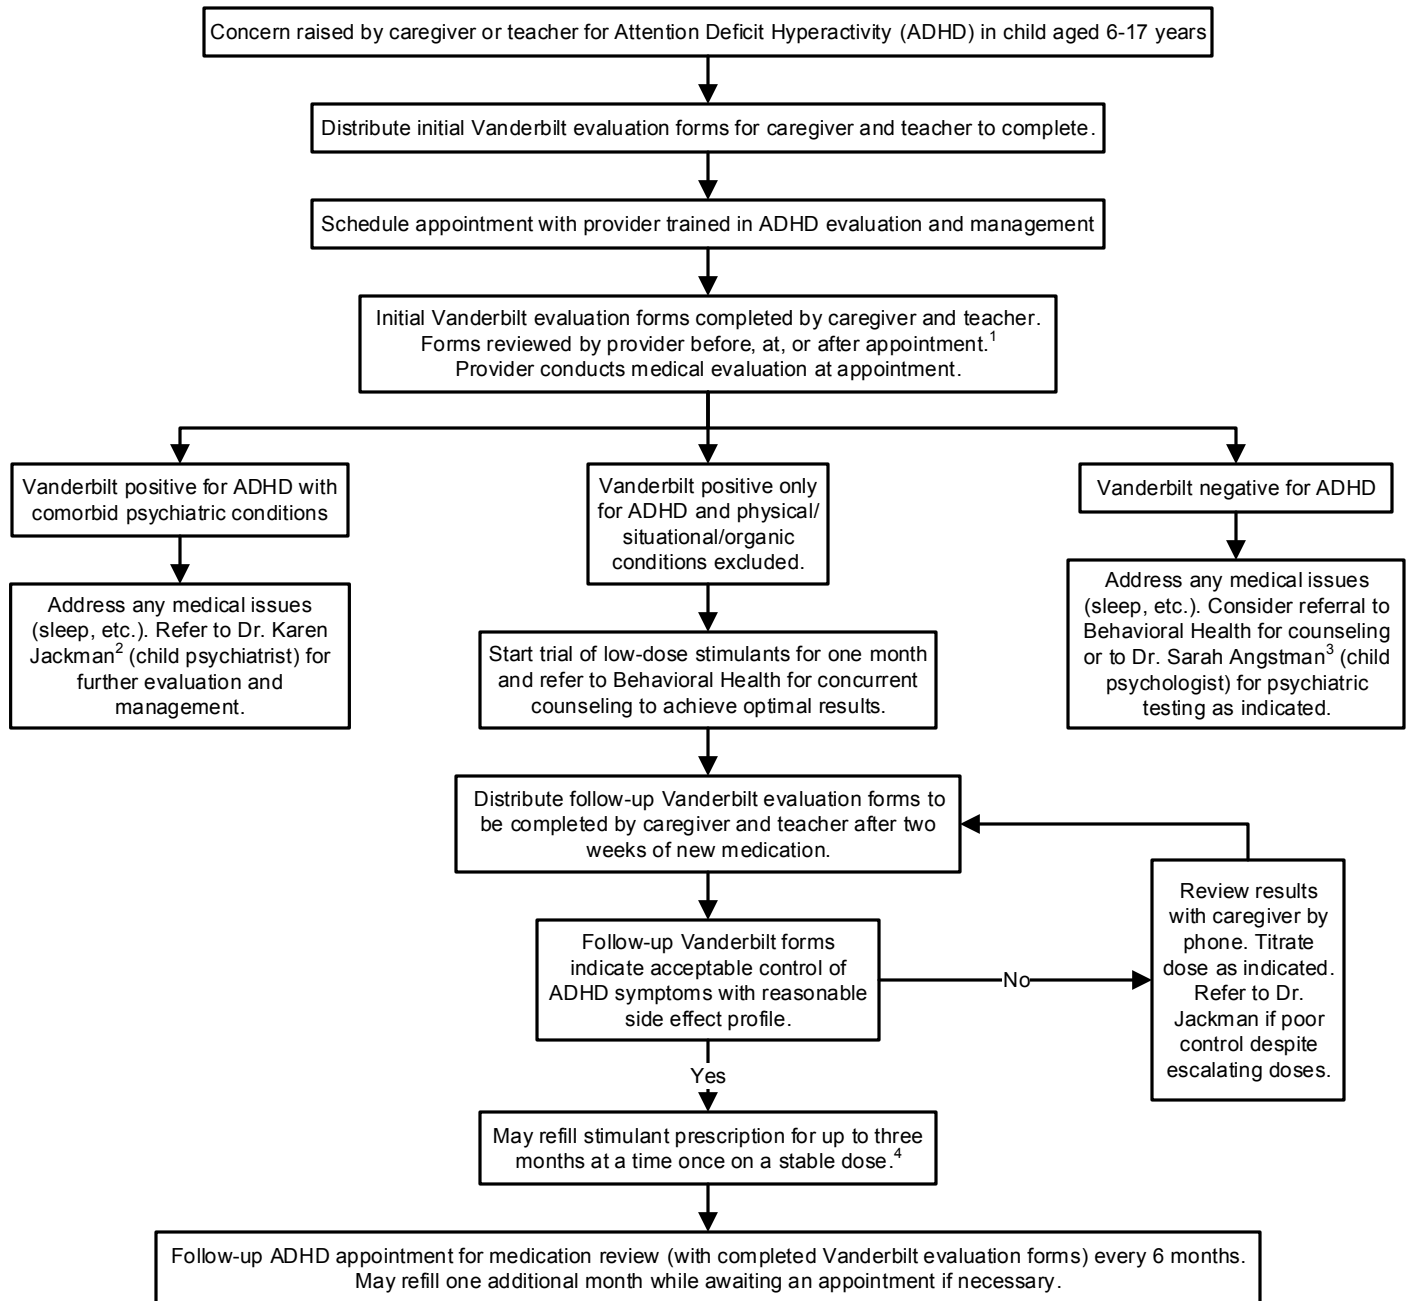 Concern raised by caregiver or teacher for Attention Deficit Hyperactivity (ADHD) in child aged 6-17 years
Distribute initial Vanderbilt evaluation forms for caregiver and teacher to complete.
Schedule appointment with provider trained in ADHD evaluation and management
Initial Vanderbilt evaluation forms completed by caregiver and teacher.
Forms reviewed by provider before, at, or after appointment.1
Provider conducts medical evaluation at appointment.
Vanderbilt positive for ADHD with
comorbid psychiatric conditions
Address any medical issues
(sleep, etc.). Refer to Dr. Karen
Jackman2 (child psychiatrist) for
further evaluation and
management.
Vanderbilt positive only
for ADHD and physical/
situational/organic
conditions excluded.
Start trial of low-dose stimulants for one month
and refer to Behavioral Health for concurrent
counseling to achieve optimal results.
Vanderbilt negative for ADHD
Address any medical issues
(sleep, etc.). Consider referral to
Behavioral Health for counseling
or to Dr. Sarah Angstman3 (child
psychologist) for psychiatric
testing as indicated.
Distribute follow-up Vanderbilt evaluation forms to
be completed by caregiver and teacher after two
weeks of new medication.
Follow-up Vanderbilt forms
indicate acceptable control of
ADHD symptoms with reasonable
side effect profile.
No
Review results
with caregiver by
phone. Titrate
dose as indicated.
Refer to Dr.
Jackman if poor
control despite
escalating doses.
Yes
May refill stimulant prescription for up to three
months at a time once on a stable dose.4
Follow-up ADHD appointment for medication review (with completed Vanderbilt evaluation forms) every 6 months.
May refill one additional month while awaiting an appointment if necessary.